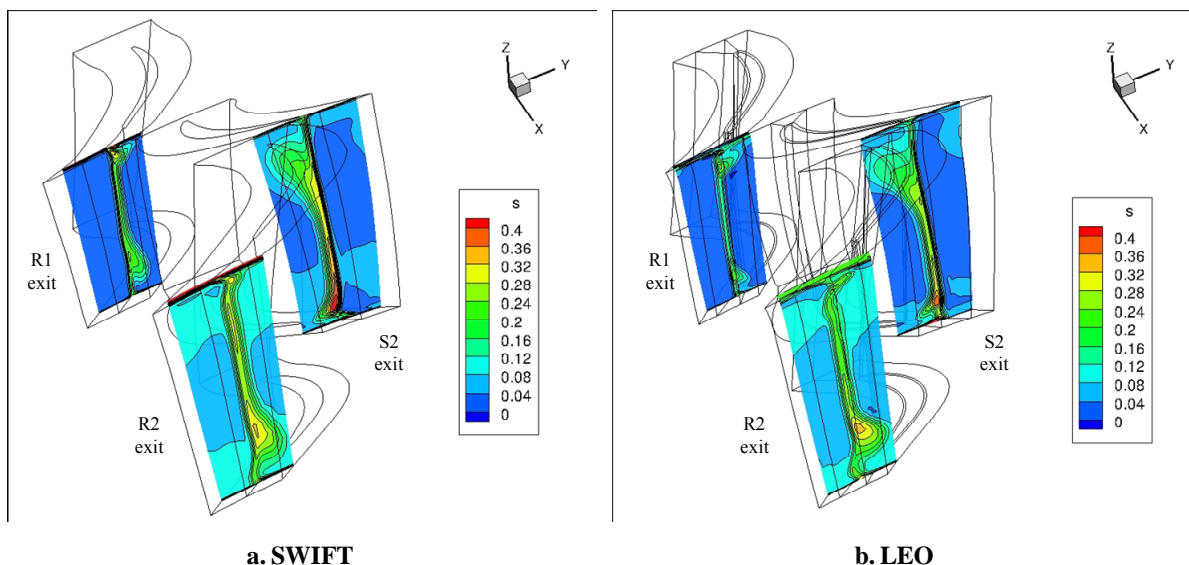 Z
Y
X
s
0.4
0.36
0.32
0.28
0.24
0.2
0.16
0.12
0.08
0.04
0
R1
exit
S2
exit
R2
exit
a. SWIFT
Z
Y
X
s
0.4
0.36
0.32
0.28
0.24
0.2
0.16
0.12
0.08
0.04
0
R1
exit
S2
exit
R2
exit
b. LEO